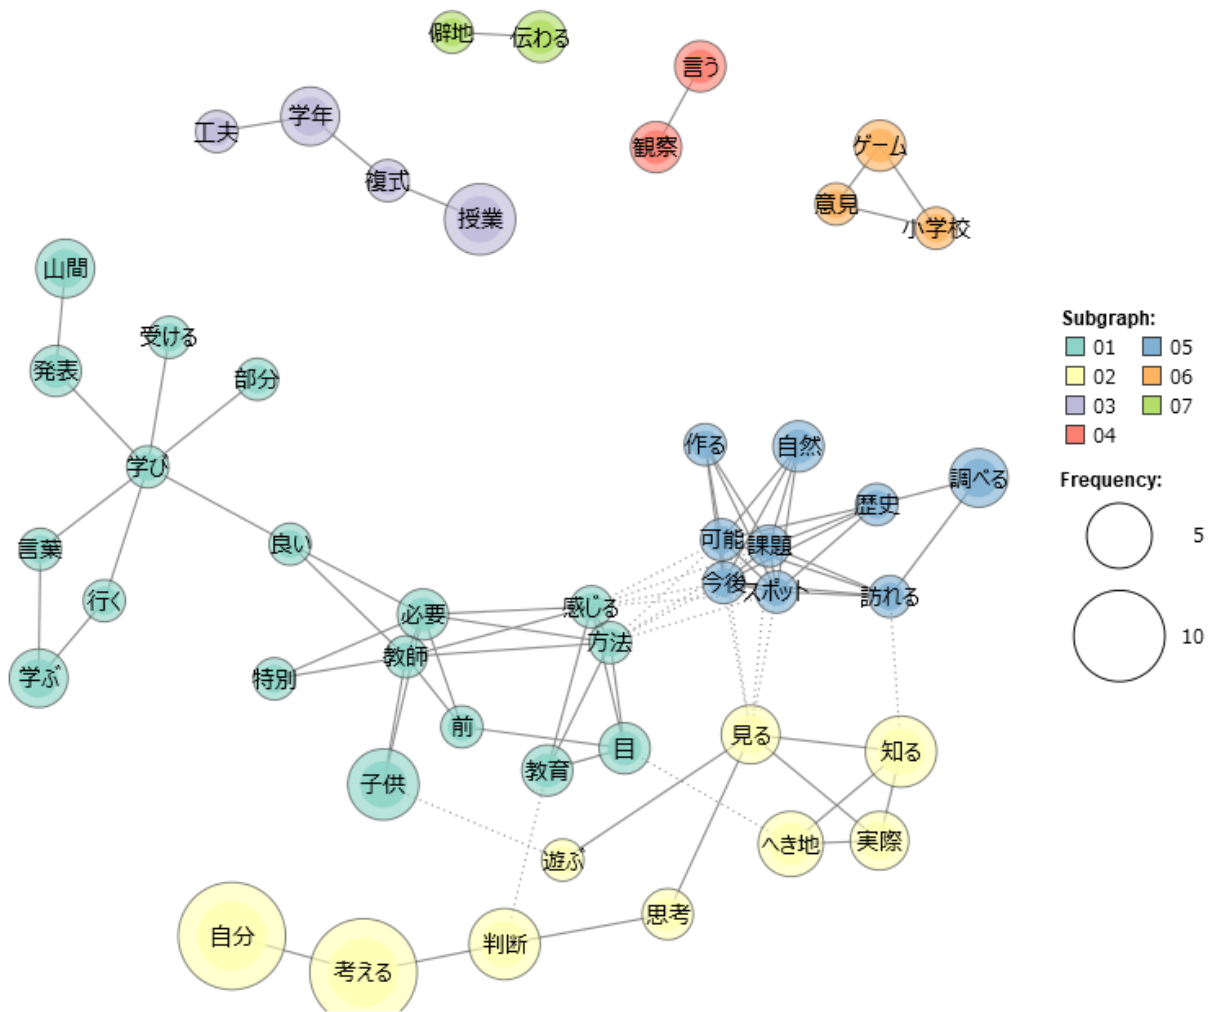 僻地
伝わる
言う
学年
工夫
観察
ゲーム
複式
意見
授業
小学校
山間
Subgraph:
受ける
01
05
発表
部分
02
06
03
07
04
作る
自然
学び
調べる
Frequency:
歴史
5
言葉
良い
可能
課題
今後
スポット
訪れる
行く
必要
感じる
10
方法
教師
特別
学ぶ
前
目
見る
知る
教育
子供
へき地
実際
遊ぶ
思考
自分
判断
考える